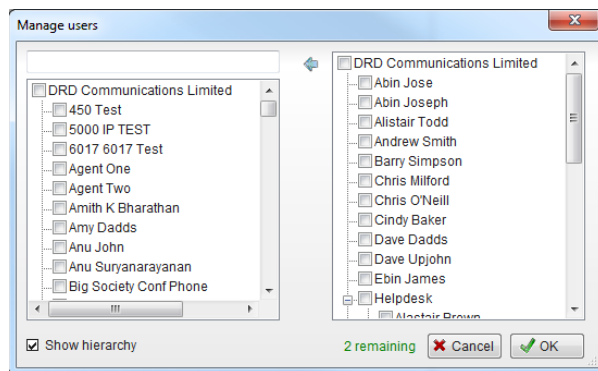 Manage users
DRD Communications Limited
450 Test
5000 IP TEST
6017 6017 Test
Agent One
Agent Two
Amith K Bharathan
Amy Dadds
Anu John
Anu Suryanarayanan
Big Society Conf Phone
DRD Communications Limited
Abin Jose
Abin Joseph
Alistair Todd
Andrew Smith
Barry Simpson
Chris Milford
Chris O'Neill
Cindy Baker
Dave Dadds
Dave Upjohn
Ebin James
Helpdesk
Alastair Brown
Show hierarchy
2 remaining
Cancel
OK